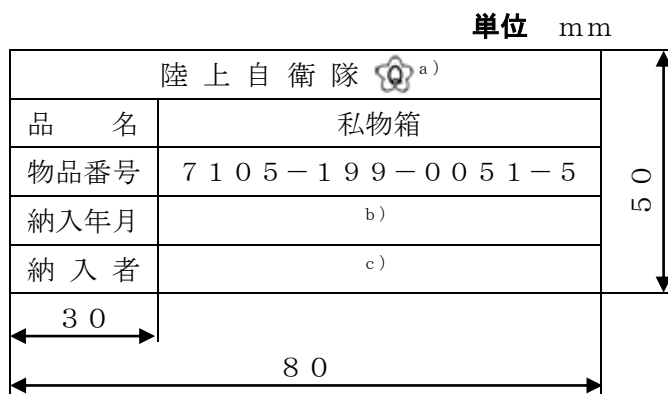 単位 mm
陸上自衛隊 Q a)
品名 私物箱
物品番号 7105-199-0051-5
納入年月 b)
納入者 c)
50
30
80